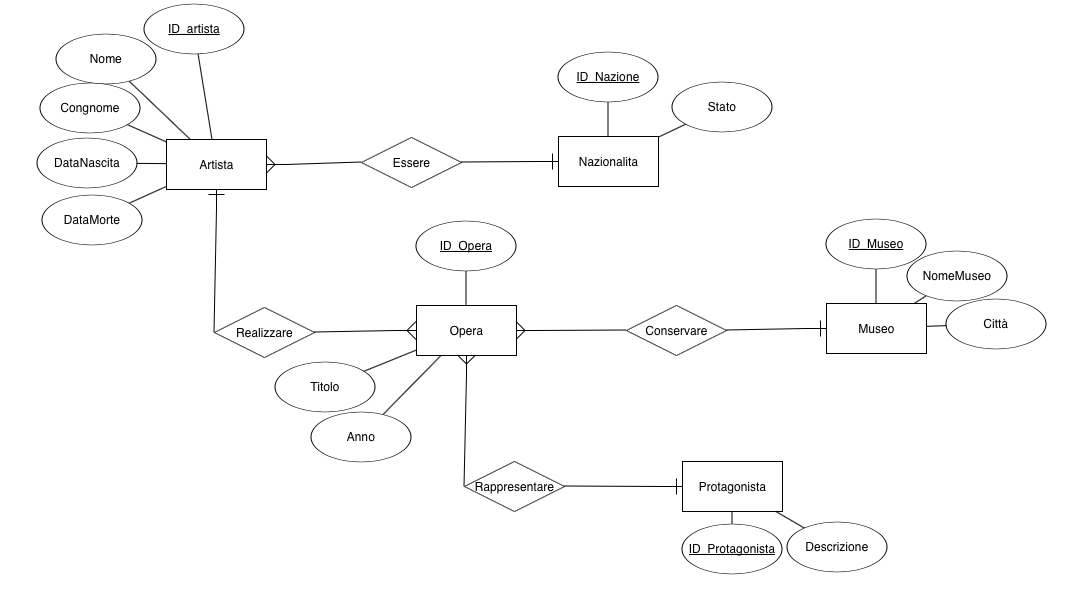 ID_artista
Nome
Congnome
DataNascita
DataMorte
Artista
Essere
ID_Nazione
Stato
Nazionalita
ID_Opera
Realizzare
Opera
Titolo
Anno
Conservare
ID_Museo
NomeMuseo
Città
Museo
Rappresentare
Protagonista
ID_Protagonista
Descrizione